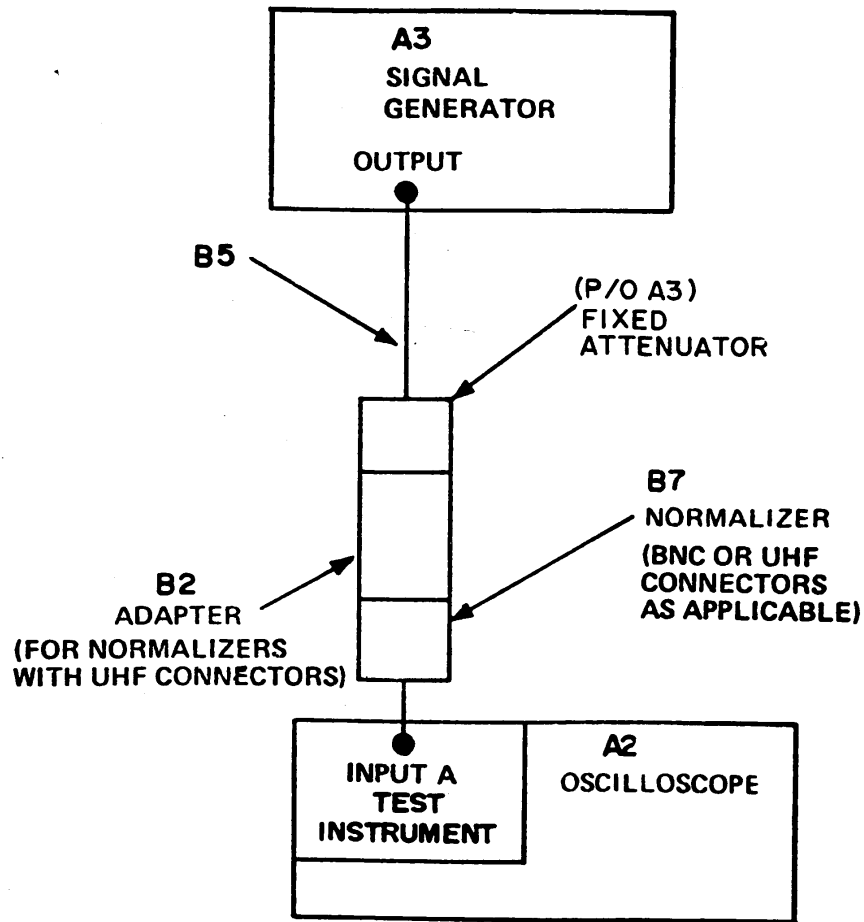 A3
SIGNAL
GENERATOR
OUTPUT
B5
(P/O A3)
FIXED
ATTENUATOR
B7
NORMALIZER
(BNC OR UHF
CONNECTORS
AS APPLICABLE)
B2
ADAPTER
(FOR NORMALIZERS
WITH UHF CONNECTORS)
INPUT A
TEST
INSTRUMENT
A2
OSCILLOSCOPE